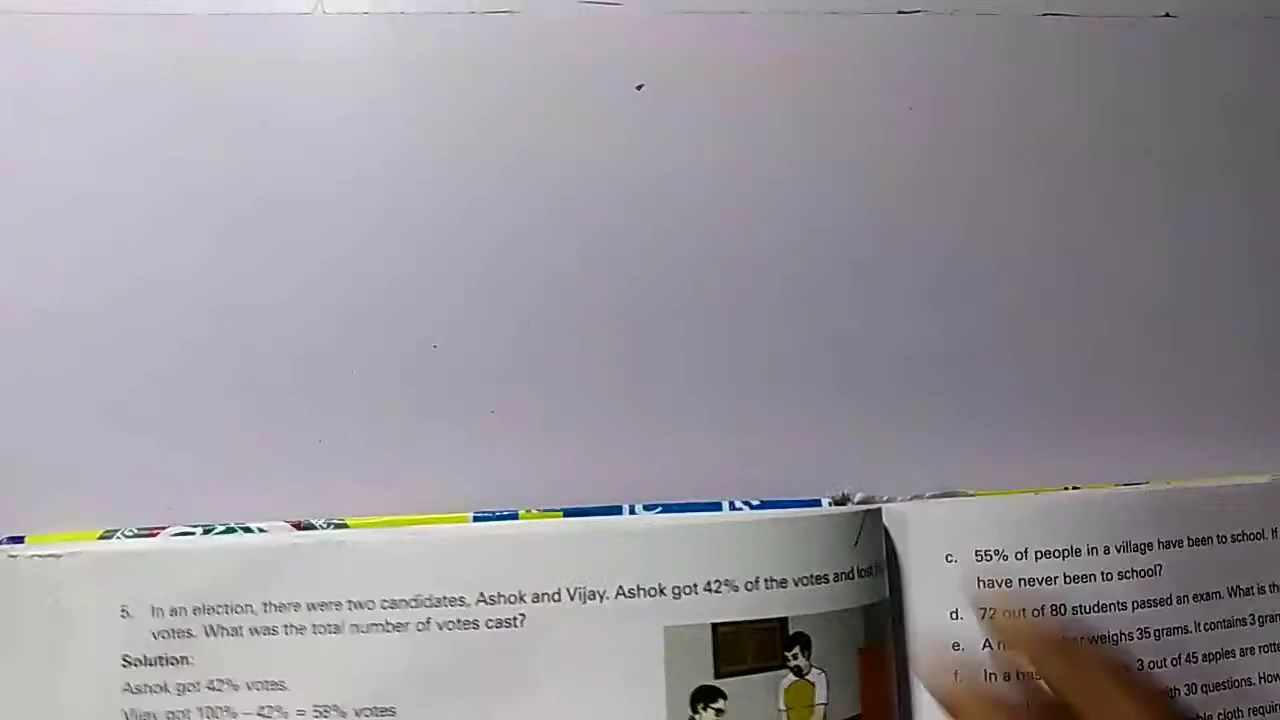 5. In an election, there were two candidates, Ashok and Vijay. Ashok got 42% of the votes and lost
votes. What was the total number of votes cast?
Solution:
Ashok got 42% votes.
Vijay got 100% – 42% = 58% votes
c. 55% of people in a village have been to school. If
have never been to school?
d. 72 out of 80 students passed an exam. What is
e. A weighs 35 grams. It contains 3
f. In a 3 out of 45 apples are
with 30 questions. How
cloth